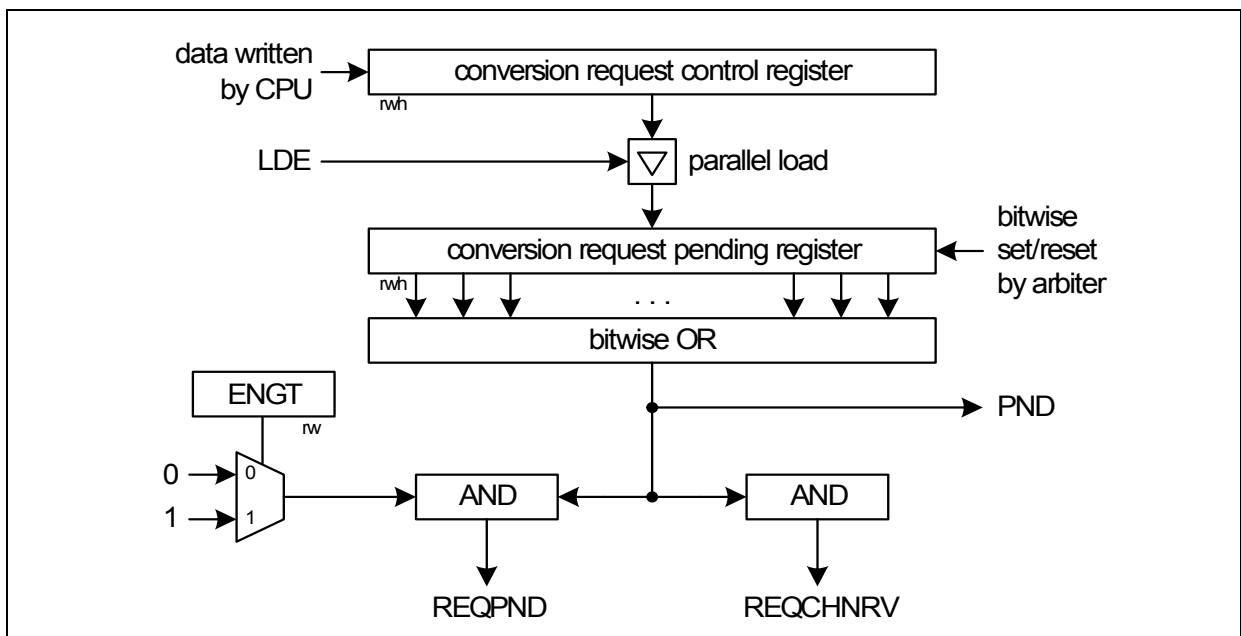 data written
by CPU
conversion request control register
rwh
LDE
parallel load
conversion request pending register
rwh
bitwise
set/reset
by arbiter
. . .
bitwise OR
ENGT
rw
PND
0
0
1
1
AND
AND
REQPND
REQCHNRV